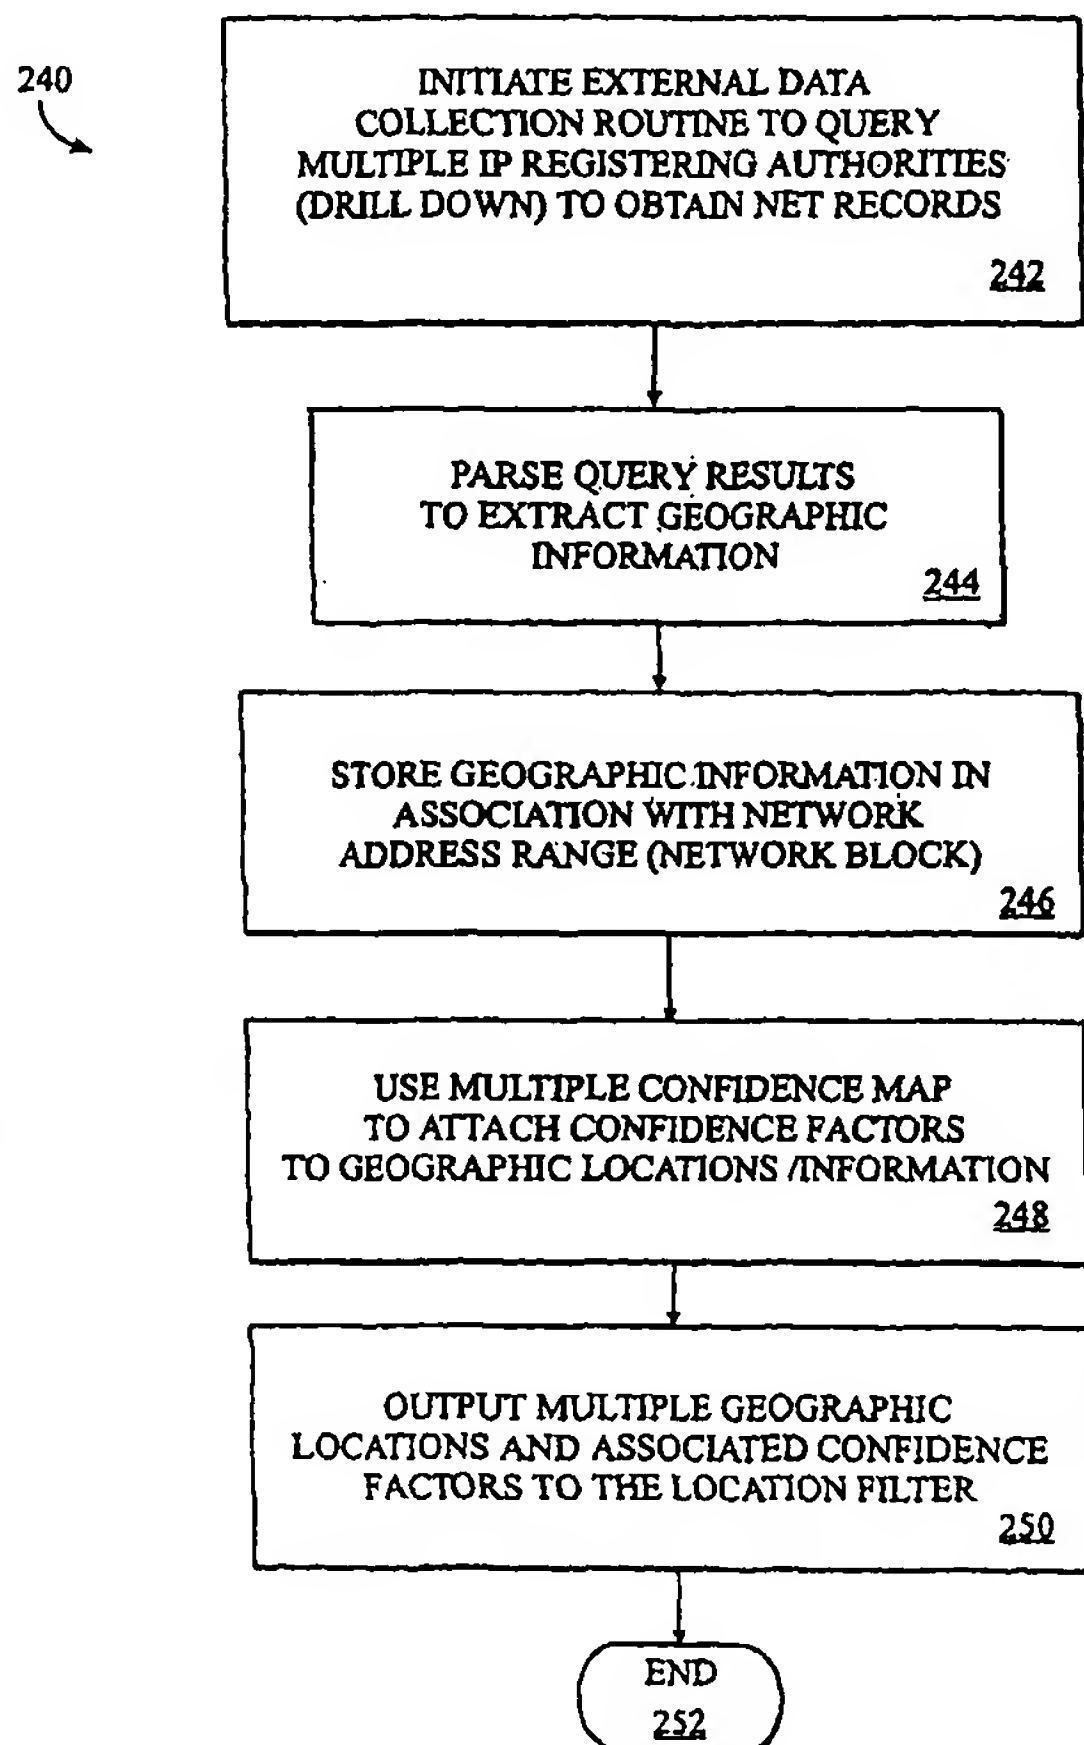 240
INITIATE EXTERNAL DATA
COLLECTION ROUTINE TO QUERY
MULTIPLE IP REGISTERING AUTHORITIES
(DRILL DOWN) TO OBTAIN NET RECORDS
242
PARSE QUERY RESULTS
TO EXTRACT GEOGRAPHIC
INFORMATION
244
STORE GEOGRAPHIC INFORMATION IN
ASSOCIATION WITH NETWORK
ADDRESS RANGE (NETWORK BLOCK)
246
USE MULTIPLE CONFIDENCE MAP
TO ATTACH CONFIDENCE FACTORS
TO GEOGRAPHIC LOCATIONS /INFORMATION
248
OUTPUT MULTIPLE GEOGRAPHIC
LOCATIONS AND ASSOCIATED CONFIDENCE
FACTORS TO THE LOCATION FILTER
250
END
252